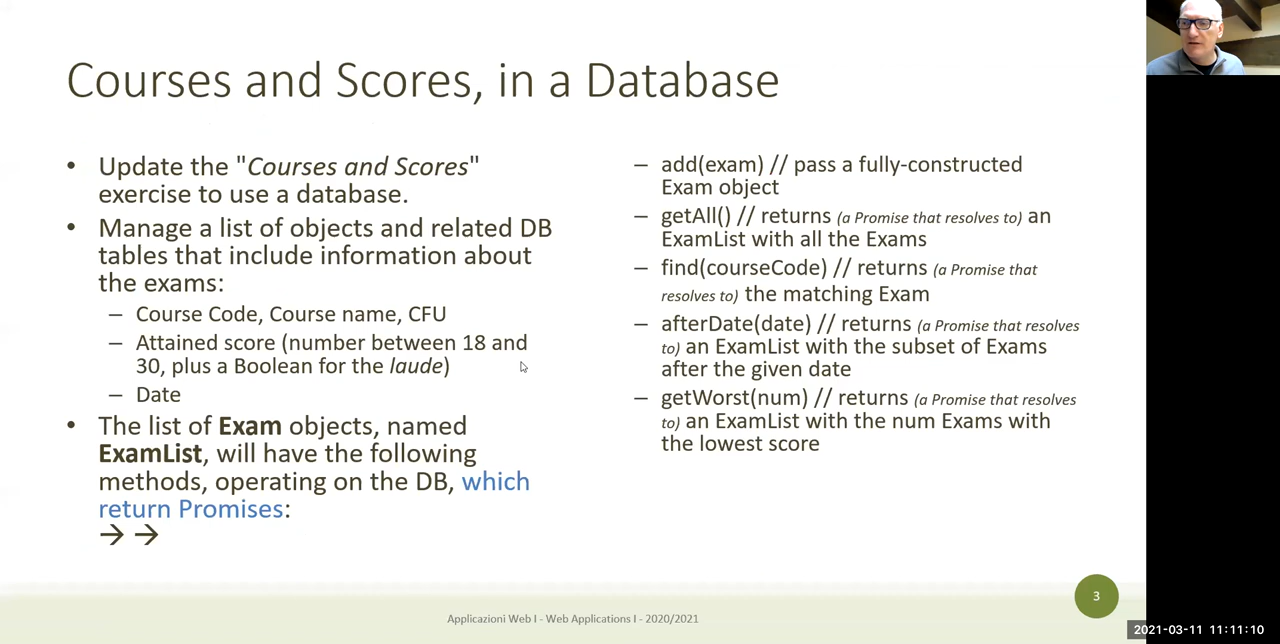 Courses and Scores, in a Database
• Update the "Courses and Scores"
exercise to use a database.
• Manage a list of objects and related DB
tables that include information about
the exams:
– Course Code, Course name, CFU
– Attained score (number between 18 and
30, plus a Boolean for the laude)
– Date
• The list of Exam objects, named
ExamList, will have the following
methods, operating on the DB, which
return Promises:
→ →
– add(exam) // pass a fully-constructed
Exam object
– getAll() // returns (a Promise that resolves to) an
ExamList with all the Exams
– find(courseCode) // returns (a Promise that
resolves to) the matching Exam
– afterDate(date) // returns (a Promise that resolves
to) an ExamList with the subset of Exams
after the given date
– getWorst(num) // returns (a Promise that resolves
to) an ExamList with the num Exams with
the lowest score
Applicazioni Web I - Web Applications I - 2020/2021
3
2021-03-11 11:11:10